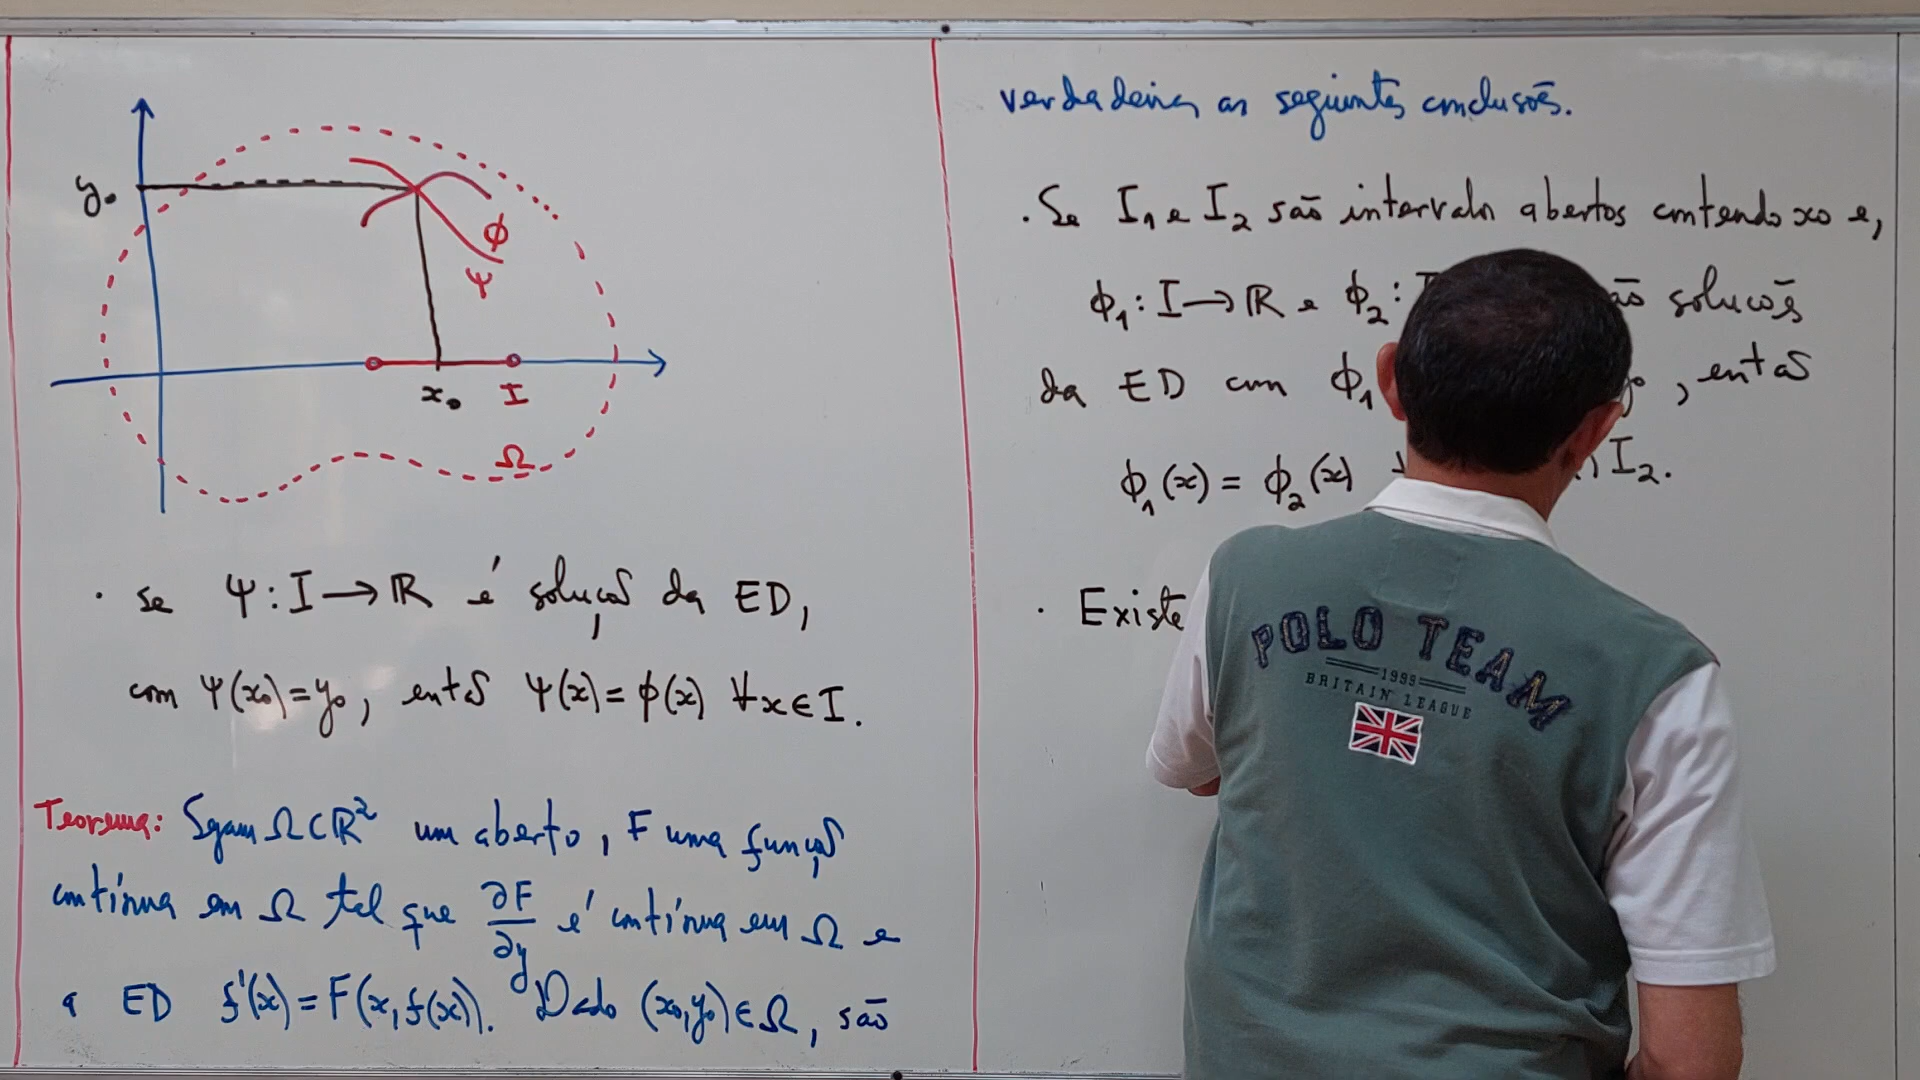 y₀
φ
ψ
x₀ I
Ω
· se ψ: I → ℝ é solução da ED,
com ψ(x₀) = y₀, então ψ(x) = φ(x) ∀x ∈ I.
Teorema: Sejam Ω ⊂ ℝ² um aberto, F uma função
contínua em Ω tal que ∂F/∂y é contínua em Ω e
a ED f'(x) = F(x, f(x)). Dado (x₀, y₀) ∈ Ω, são
verdadeiras as seguintes conclusões.
· Se I₁ e I₂ são intervalos abertos contendo x₀ e,
φ₁: I → ℝ e φ₂: I soluções
da ED com φ₁ , então
φ₁(x) = φ₂(x) I₂.
· Existe
POLO TEAM
1999
BRITAIN LEAGUE